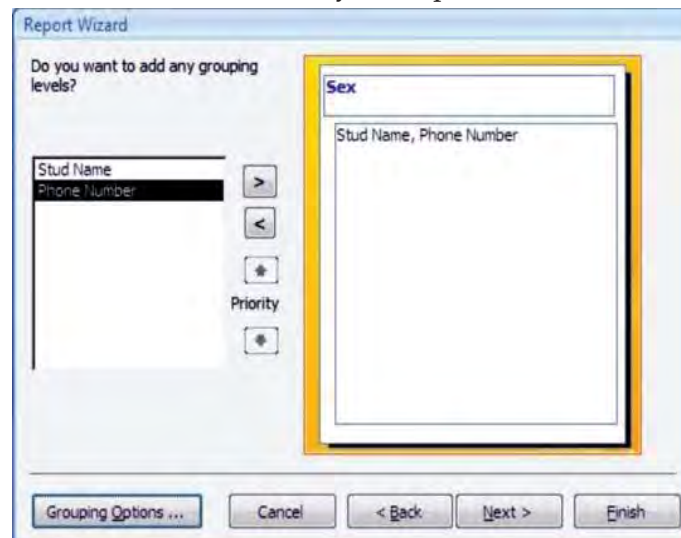 Report Wizard
Do you want to add any grouping
levels?
Stud Name
Phone Number
>
<
Priority
Sex
Stud Name, Phone Number
Grouping Options ...
Cancel
< Back
Next >
Finish